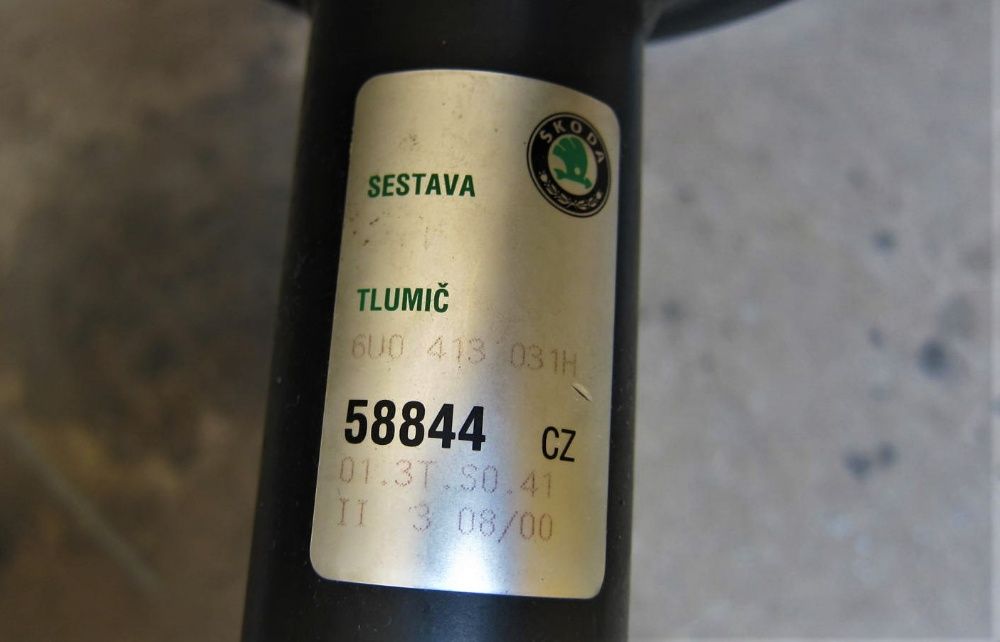 ŠKODA
SESTAVA
TLUMIČ
6U0 413 031H
58844 CZ
01.3T.S0.41
II 3 08/00